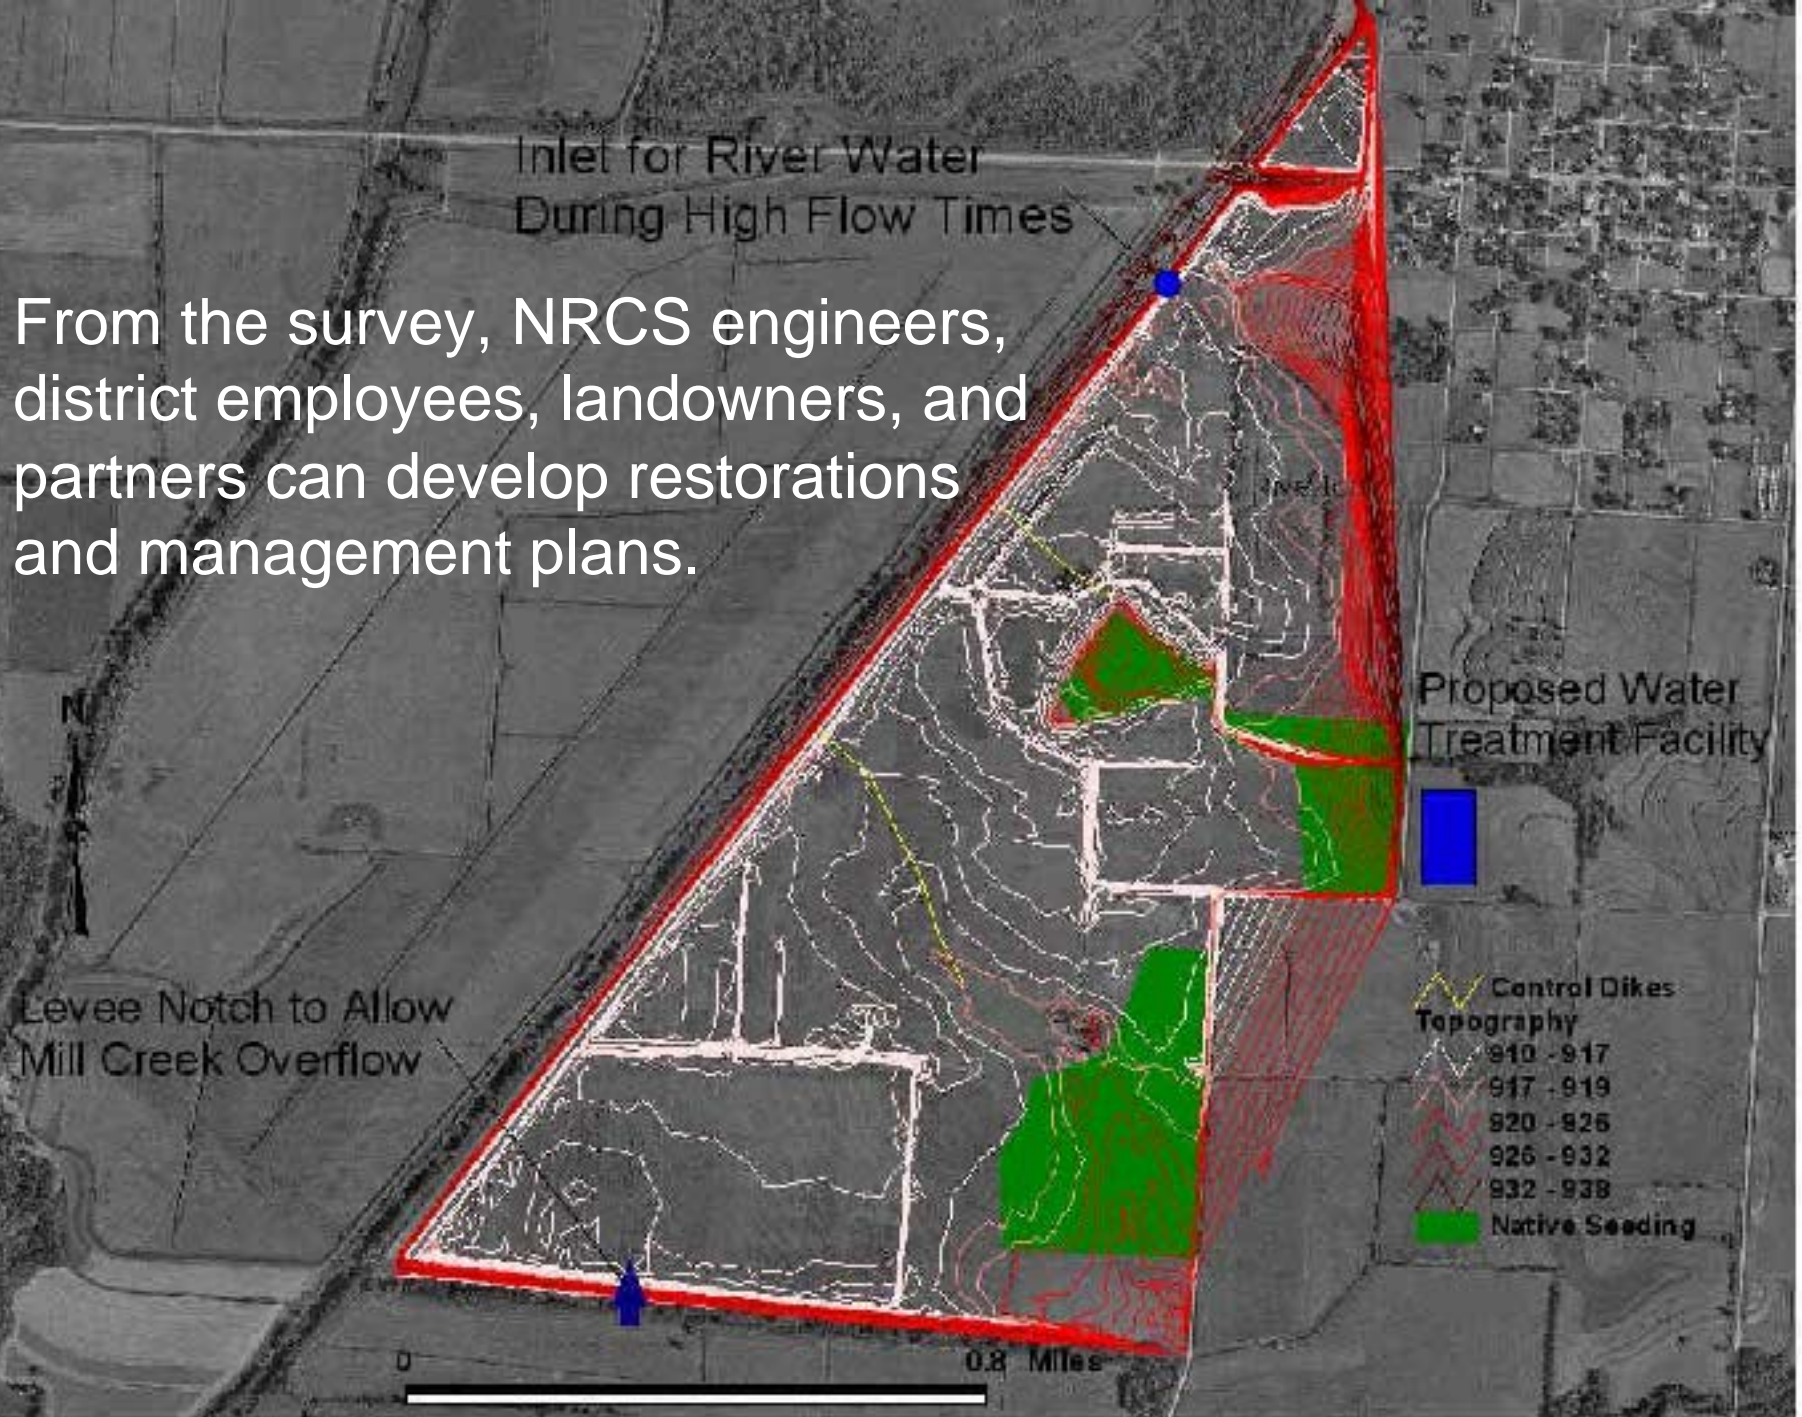 Inlet for River Water
During High Flow Times
From the survey, NRCS engineers,
district employees, landowners, and
partners can develop restorations
and management plans.
N
Proposed Water
Treatment Facility
Levee Notch to Allow
Mill Creek Overflow
Control Dikes
Topography
910 - 917
917 - 919
920 - 926
926 - 932
932 - 938
Native Seeding
0 0.8 Miles